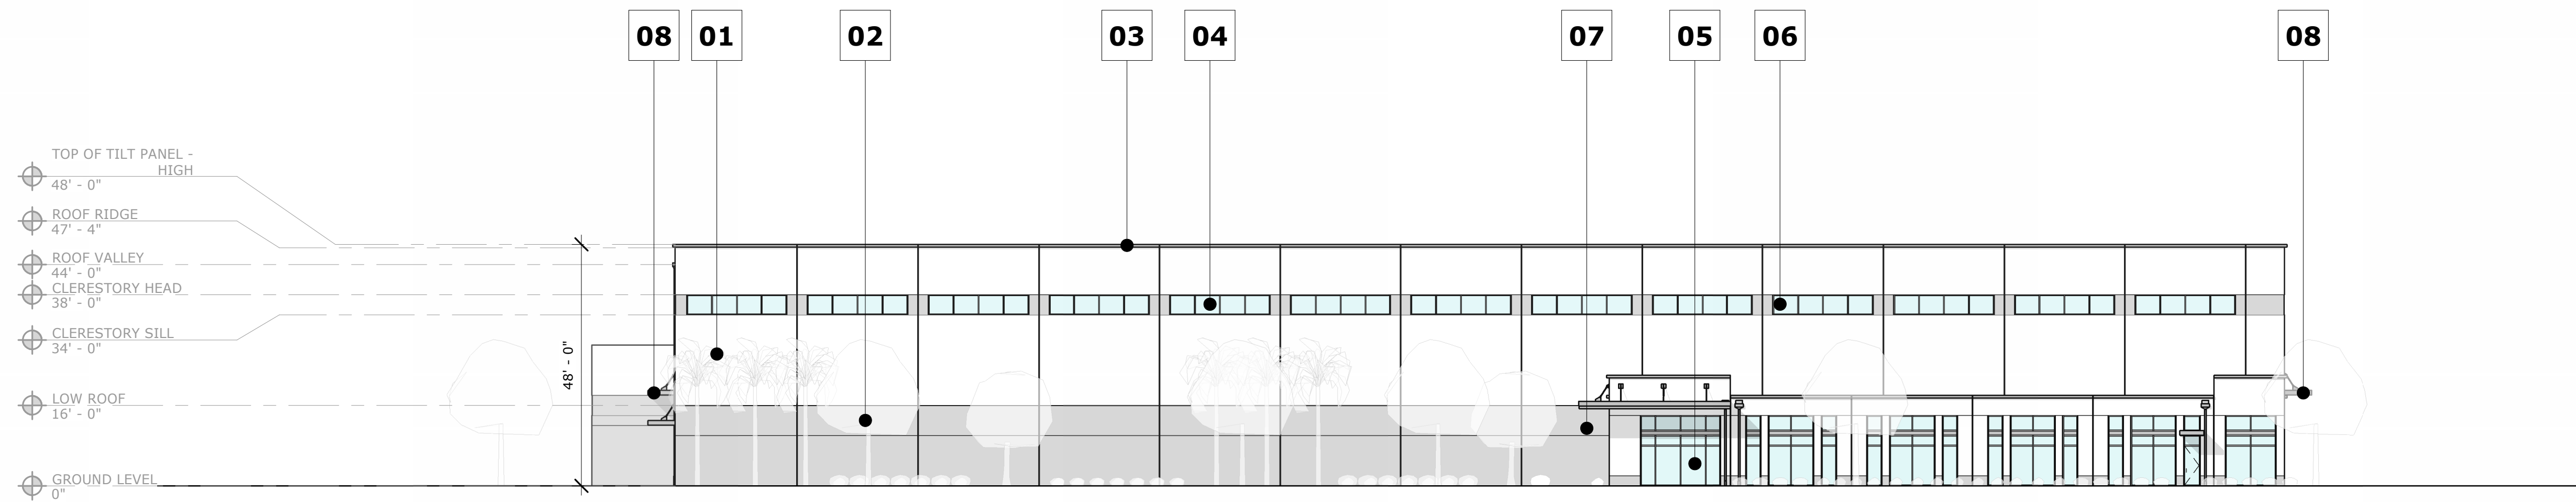 08 01 02 03 04 07 05 06 08
TOP OF TILT PANEL -
HIGH
48' - 0"
ROOF RIDGE
47' - 4"
ROOF VALLEY
44' - 0"
CLERESTORY HEAD
38' - 0"
CLERESTORY SILL
34' - 0"
48' - 0"
LOW ROOF
16' - 0"
GROUND LEVEL
0"